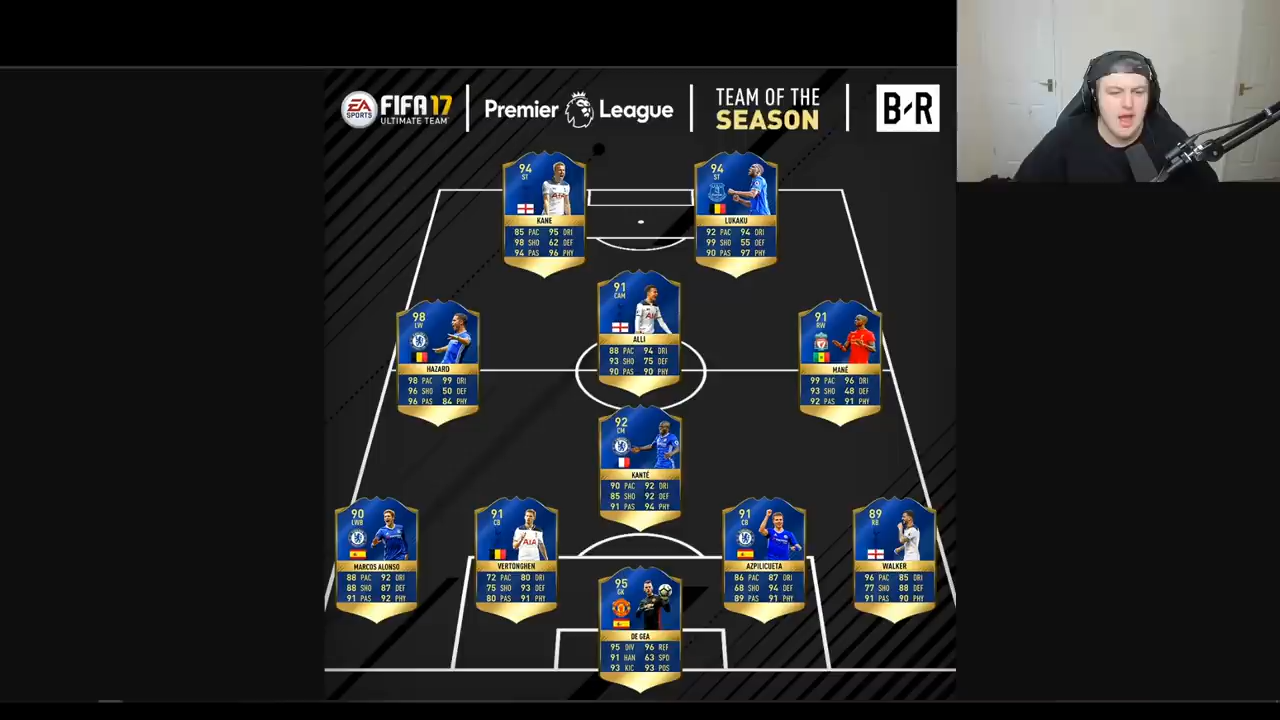 EA SPORTS
FIFA 17
ULTIMATE TEAM
Premier League
TEAM OF THE
SEASON
B-R
94
ST
KANE
85 PAC 95 DRI
98 SHO 62 DEF
94 PAS 96 PHY
94
ST
LUKAKU
92 PAC 94 DRI
99 SHO 55 DEF
90 PAS 97 PHY
91
CAM
AIA
ALLI
88 PAC 94 DRI
93 SHO 75 DEF
90 PAS 90 PHY
98
LW
HAZARD
98 PAC 99 DRI
96 SHO 50 DEF
96 PAS 84 PHY
91
RW
MANÉ
99 PAC 96 DRI
93 SHO 48 DEF
92 PAS 91 PHY
92
CM
KANTÉ
90 PAC 92 DRI
85 SHO 92 DEF
91 PAS 94 PHY
90
LWB
MARCOS ALONSO
88 PAC 92 DRI
88 SHO 87 DEF
91 PAS 92 PHY
91
CB
AIA
VERTONGHEN
72 PAC 80 DRI
75 SHO 93 DEF
80 PAS 91 PHY
91
CB
AZPILICUETA
86 PAC 87 DRI
68 SHO 94 DEF
89 PAS 91 PHY
89
RB
WALKER
96 PAC 85 DRI
77 SHO 88 DEF
91 PAS 90 PHY
95
GK
DE GEA
95 DIV 96 REF
91 HAN 63 SPD
93 KIC 93 POS